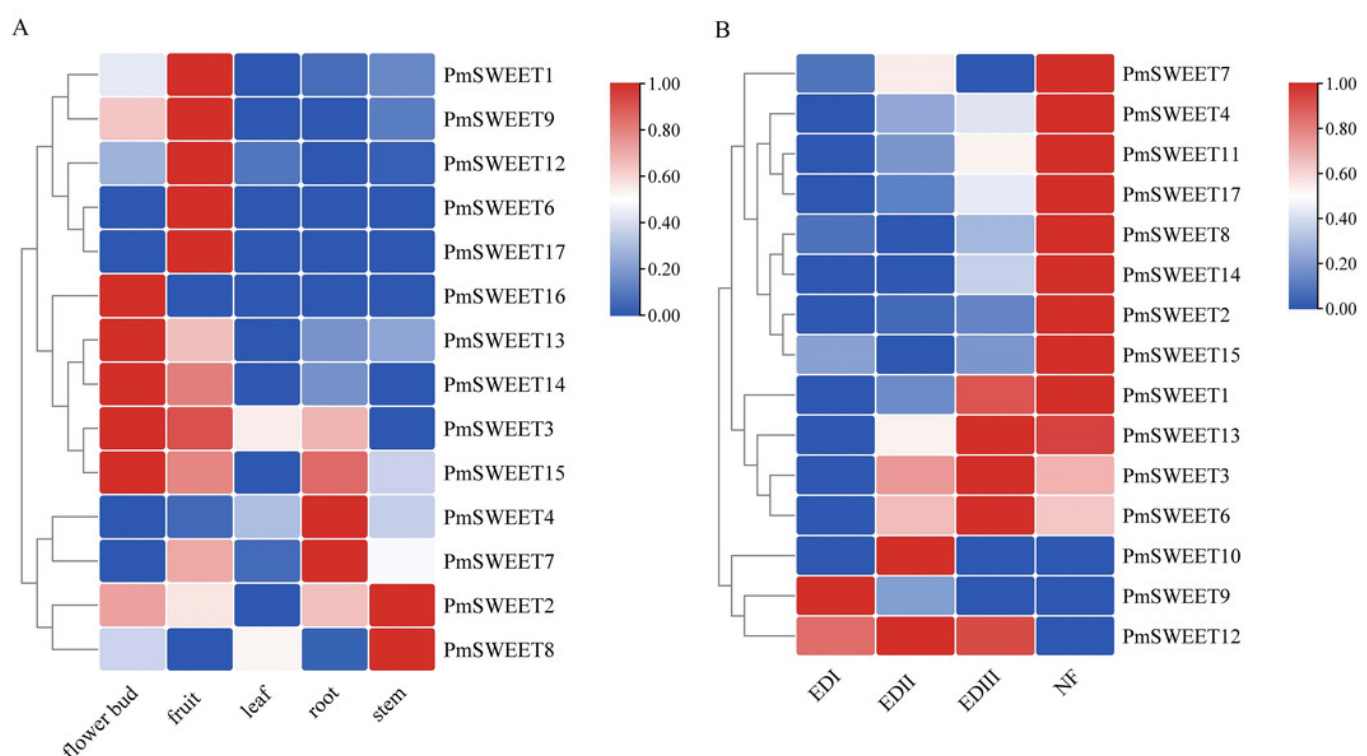 A
PmSWEET1
PmSWEET9
PmSWEET12
PmSWEET6
PmSWEET17
PmSWEET16
PmSWEET13
PmSWEET14
PmSWEET3
PmSWEET15
PmSWEET4
PmSWEET7
PmSWEET2
PmSWEET8
flower bud
fruit
leaf
root
stem
1.00
0.80
0.60
0.40
0.20
0.00
B
PmSWEET7
PmSWEET4
PmSWEET11
PmSWEET17
PmSWEET8
PmSWEET14
PmSWEET2
PmSWEET15
PmSWEET1
PmSWEET13
PmSWEET3
PmSWEET6
PmSWEET10
PmSWEET9
PmSWEET12
EDI
EDII
EDIII
NF
1.00
0.80
0.60
0.40
0.20
0.00